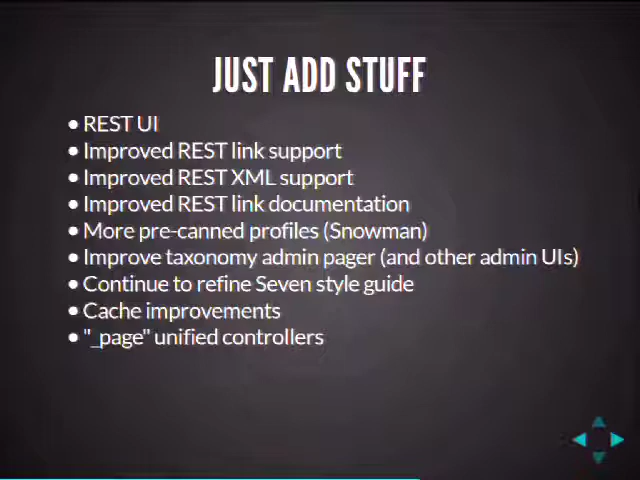 JUST ADD STUFF
• REST UI
• Improved REST link support
• Improved REST XML support
• Improved REST link documentation
• More pre-canned profiles (Snowman)
• Improve taxonomy admin pager (and other admin UIs)
• Continue to refine Seven style guide
• Cache improvements
• "_page" unified controllers